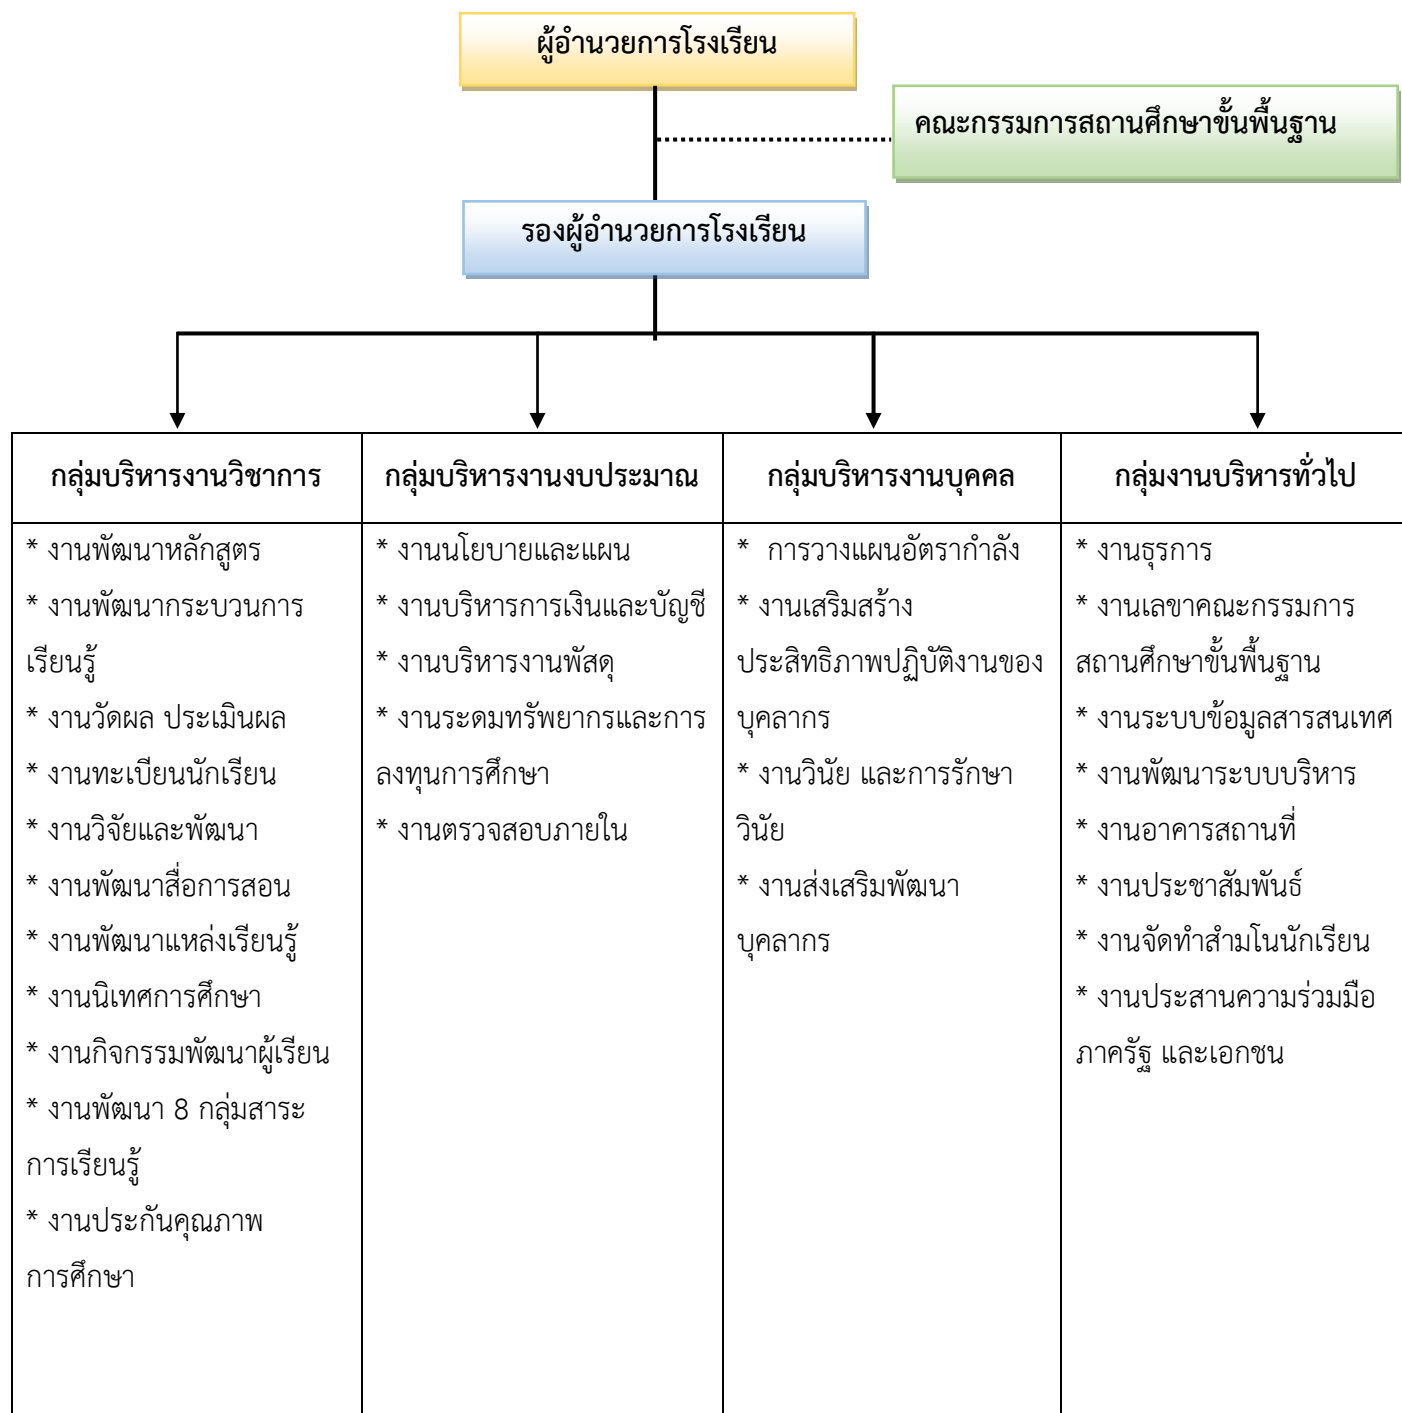 ผู้อำนวยการโรงเรียน
คณะกรรมการสถานศึกษาขั้นพื้นฐาน
รองผู้อำนวยการโรงเรียน
กลุ่มบริหารงานวิชาการ
* งานพัฒนาหลักสูตร
* งานพัฒนากระบวนการ
เรียนรู้
* งานวัดผล ประเมินผล
* งานทะเบียนนักเรียน
* งานวิจัยและพัฒนา
* งานพัฒนาสื่อการสอน
* งานพัฒนาแหล่งเรียนรู้
* งานนิเทศการศึกษา
* งานกิจกรรมพัฒนาผู้เรียน
* งานพัฒนา 8 กลุ่มสาระ
การเรียนรู้
* งานประกันคุณภาพ
การศึกษา
กลุ่มบริหารงานงบประมาณ
* งานนโยบายและแผน
* งานบริหารการเงินและบัญชี
* งานบริหารงานพัสดุ
* งานระดมทรัพยากรและการ
ลงทุนการศึกษา
* งานตรวจสอบภายใน
กลุ่มบริหารงานบุคคล
* การวางแผนอัตรากำลัง
* งานเสริมสร้าง
ประสิทธิภาพปฏิบัติงานของ
บุคลากร
* งานวินัย และการรักษา
วินัย
* งานส่งเสริมพัฒนา
บุคลากร
กลุ่มงานบริหารทั่วไป
* งานธุรการ
* งานเลขาคณะกรรมการ
สถานศึกษาขั้นพื้นฐาน
* งานระบบข้อมูลสารสนเทศ
* งานพัฒนาระบบบริหาร
* งานอาคารสถานที่
* งานประชาสัมพันธ์
* งานจัดทำสำมโนนักเรียน
* งานประสานความร่วมมือ
ภาครัฐ และเอกชน